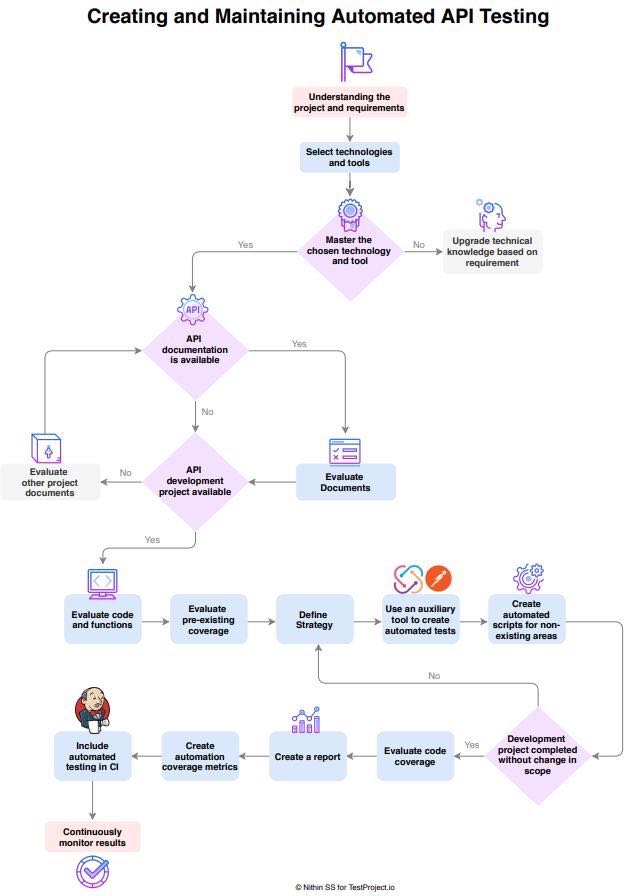 Creating and Maintaining Automated API Testing
Understanding the
project and requirements
Select technologies
and tools
Master the
chosen technology
and tool
Yes
No
Upgrade technical
knowledge based on
requirement
API
API
documentation
is available
Yes
No
Evaluate
other project
documents
No
API
development
project available
Evaluate
Documents
Yes
Evaluate code
and functions
Evaluate
pre-existing
coverage
Define
Strategy
Use an auxiliary
tool to create
automated tests
Create
automated
scripts for non-
existing areas
No
Include
automated
testing in CI
Create
automation
coverage metrics
Create a report
Evaluate code
coverage
Yes
Development
project completed
without change in
scope
Continuously
monitor results
© Nithin SS for TestProject.io